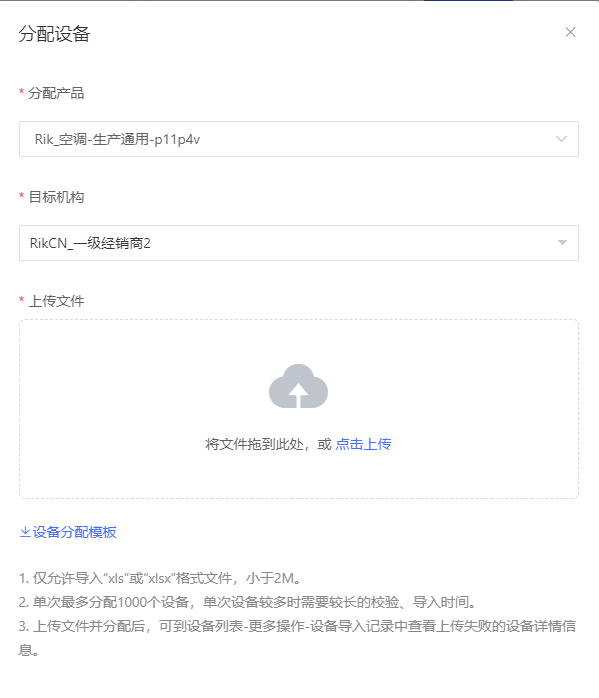 分配设备
* 分配产品
Rik_空调-生产通用-p11p4v
* 目标机构
RikCN_一级经销商2
* 上传文件
将文件拖到此处，或 点击上传
设备分配模板
1. 仅允许导入“xls”或“xlsx”格式文件，小于2M。
2. 单次最多分配1000个设备，单次设备较多时需要较长的校验、导入时间。
3. 上传文件并分配后，可到设备列表-更多操作-设备导入记录中查看上传失败的设备详情信
息。